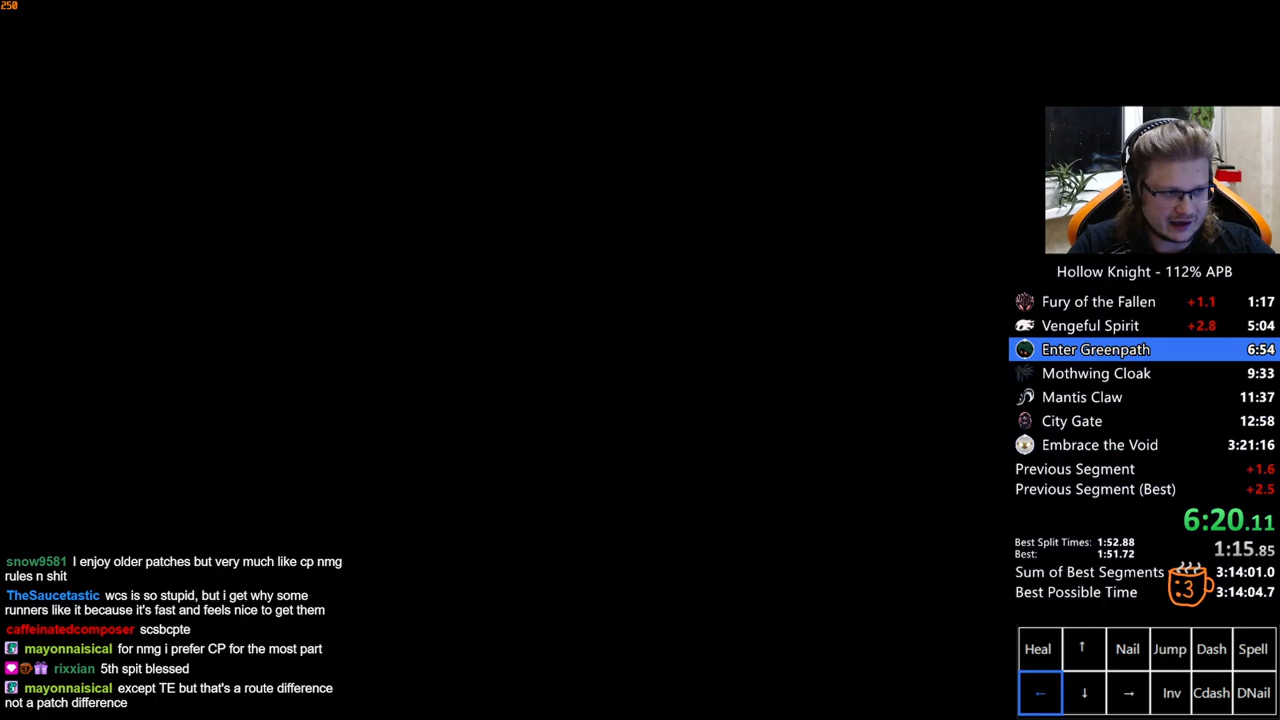 250
Hollow Knight - 112% APB
Fury of the Fallen +1.1 1:17
Vengeful Spirit +2.8 5:04
Enter Greenpath 6:54
Mothwing Cloak 9:33
Mantis Claw 11:37
City Gate 12:58
Embrace the Void 3:21:16
Previous Segment +1.6
Previous Segment (Best) +2.5
6:20.11
Best Split Times: 1:52.88
Best: 1:51.72
1:15.85
Sum of Best Segments 3:14:01.0
Best Possible Time 3:14:04.7
:3
snow9581 I enjoy older patches but very much like cp nmg
rules n shit
TheSaucetastic wcs is so stupid, but i get why some
runners like it because it's fast and feels nice to get them
caffeinatedcomposer scsbcpte
mayonnaisical for nmg i prefer CP for the most part
rixxian 5th spit blessed
mayonnaisical except TE but that's a route difference
not a patch difference
Heal ↑ Nail Jump Dash Spell
← ↓ → Inv Cdash DNail